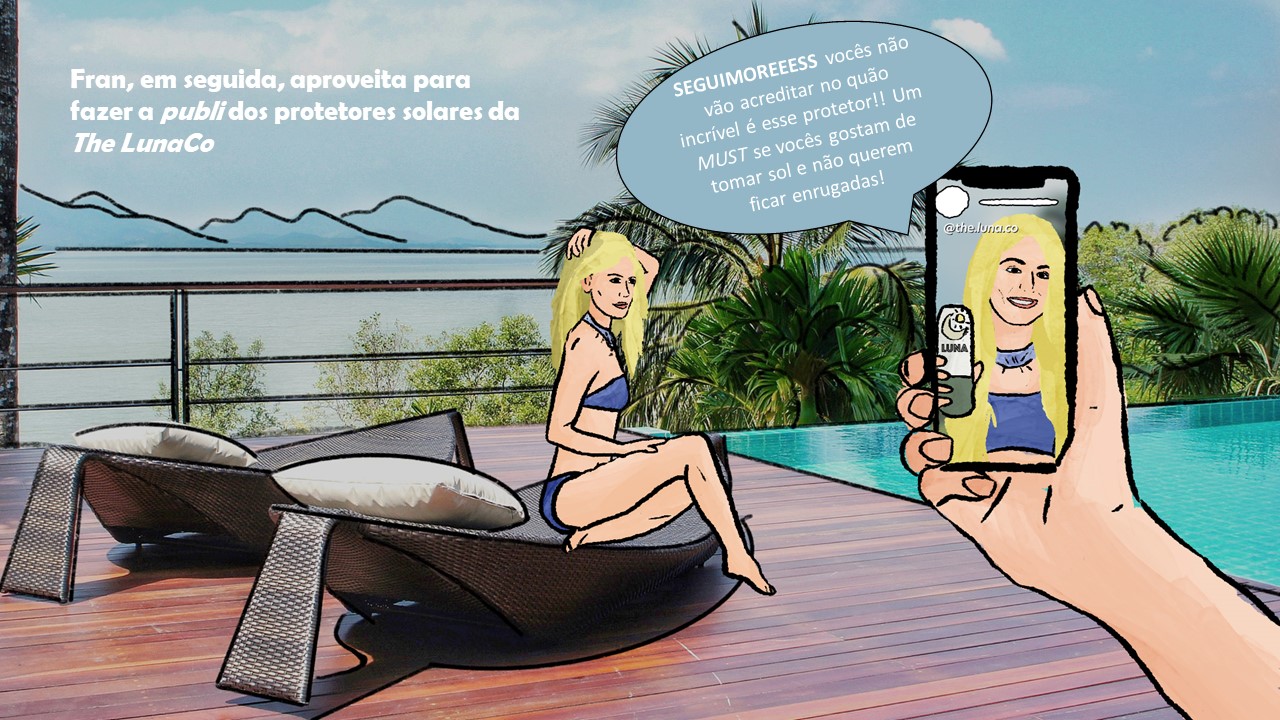 Fran, em seguida, aproveita para
fazer a publi dos protetores solares da
The LunaCo
SEGUIMOREEEESS vocês não
vão acreditar no quão
incrível é esse protetor!! Um
MUST se vocês gostam de
tomar sol e não querem
ficar enrugadas!
@the.luna.co
LUNA